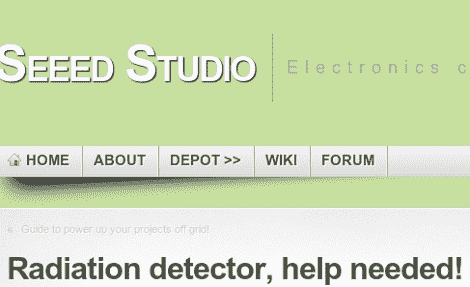 SEEED STUDIO
Electronics c
HOME ABOUT DEPOT >> WIKI FORUM
« Guide to power up your projects off grid!
Radiation detector, help needed!